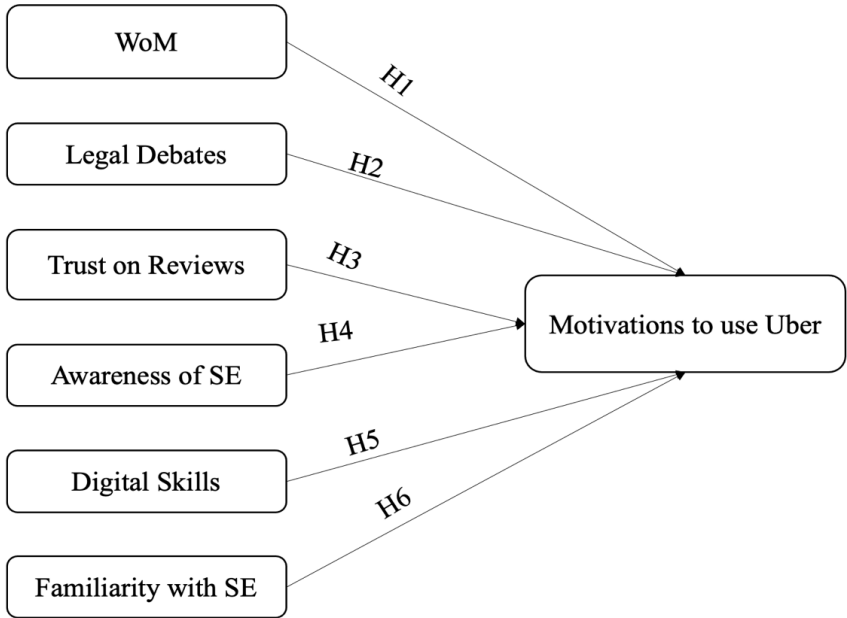 WoM
H1
Legal Debates
H2
Trust on Reviews
H3
Motivations to use Uber
H4
Awareness of SE
H5
Digital Skills
H6
Familiarity with SE